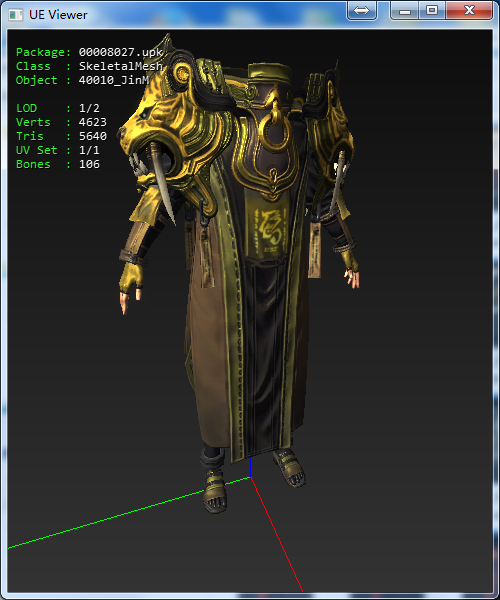 UE Viewer
Package: 00008027.upk
Class : SkeletalMesh
Object : 40010_JinM
LOD : 1/2
Verts : 4623
Tris : 5640
UV Set : 1/1
Bones : 106